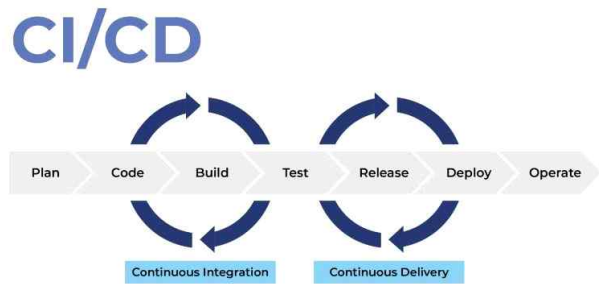 CI/CD
Plan Code Build Test Release Deploy Operate
Continuous Integration Continuous Delivery